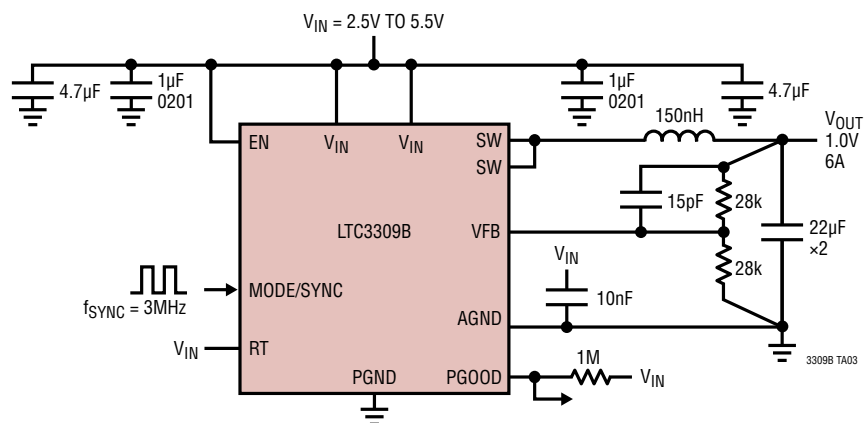 VIN = 2.5V TO 5.5V
4.7µF
1µF
0201
1µF
0201
4.7µF
EN
VIN
VIN
SW
SW
150nH
VOUT
1.0V
6A
15pF
28k
LTC3309B
VFB
22µF
×2
28k
VIN
10nF
fSYNC = 3MHz
MODE/SYNC
AGND
VIN
RT
PGND
PGOOD
1M
VIN
3309B TA03